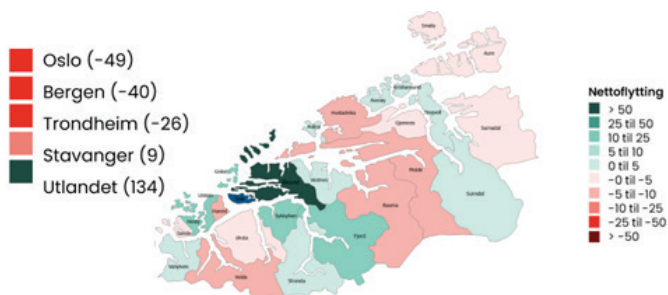 Oslo (-49)
Bergen (-40)
Trondheim (-26)
Stavanger (9)
Utlandet (134)
Smøla
Aure
Kristiansund
Averøy
Tingvoll
Hustadvika
Gjemnes
Surnadal
Aukra
Molde
Vestnes
Giske
Sunndal
Rauma
Ulstein
Hareid
Sykkylven
Herøy
Fjord
Sande
Ørsta
Vanylven
Volda
Stranda
Nettoflytting
> 50
25 til 50
10 til 25
5 til 10
0 til 5
-0 til -5
-5 til -10
-10 til -25
-25 til -50
> -50